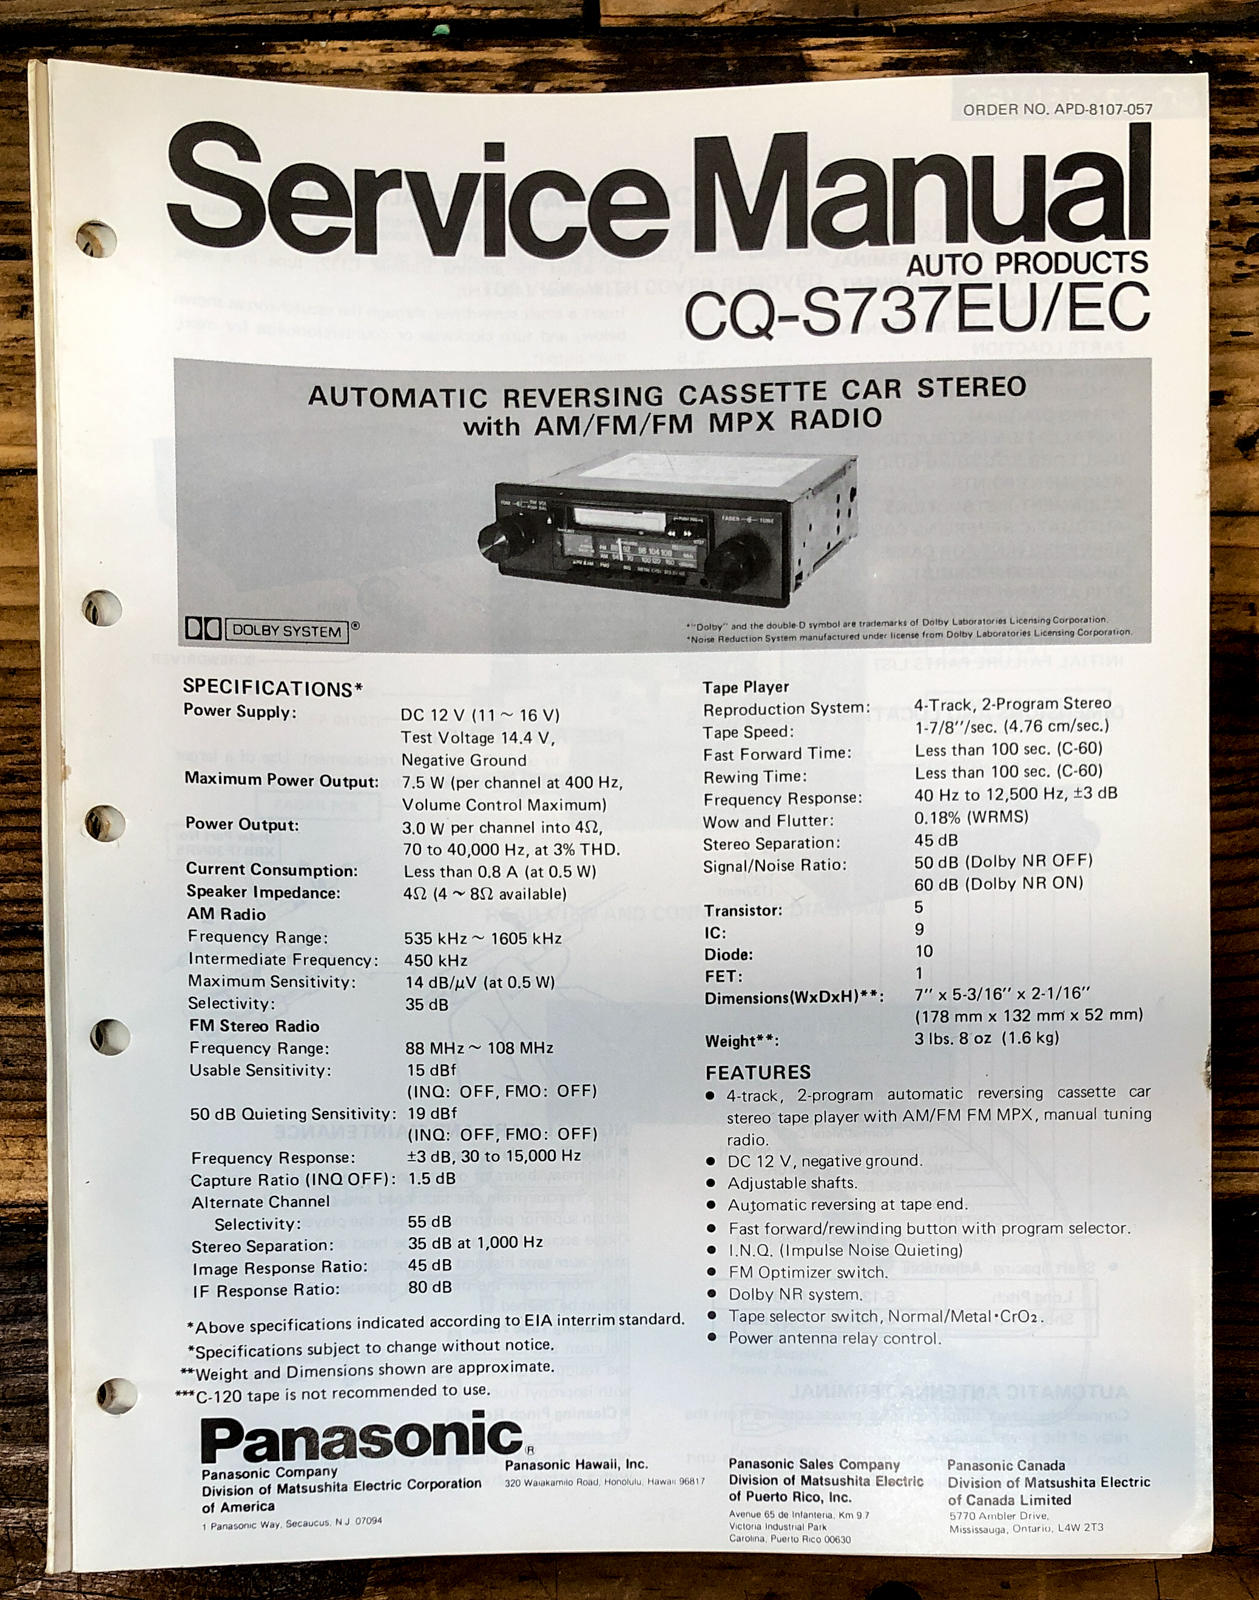 ORDER NO. APD-8107-057
Service Manual
AUTO PRODUCTS
CQ-S737EU/EC
AUTOMATIC REVERSING CASSETTE CAR STEREO
with AM/FM/FM MPX RADIO
DOLBY SYSTEM®
*"Dolby" and the double-D symbol are trademarks of Dolby Laboratories Licensing Corporation.
*Noise Reduction System manufactured under license from Dolby Laboratories Licensing Corporation.
SPECIFICATIONS*
Power Supply: DC 12 V (11 ~ 16 V)
Test Voltage 14.4 V,
Negative Ground
Maximum Power Output: 7.5 W (per channel at 400 Hz,
Volume Control Maximum)
Power Output: 3.0 W per channel into 4Ω,
70 to 40,000 Hz, at 3% THD.
Current Consumption: Less than 0.8 A (at 0.5 W)
Speaker Impedance: 4Ω (4 ~ 8Ω available)
AM Radio
Frequency Range: 535 kHz ~ 1605 kHz
Intermediate Frequency: 450 kHz
Maximum Sensitivity: 14 dB/μV (at 0.5 W)
Selectivity: 35 dB
FM Stereo Radio
Frequency Range: 88 MHz ~ 108 MHz
Usable Sensitivity: 15 dBf
(INQ: OFF, FMO: OFF)
50 dB Quieting Sensitivity: 19 dBf
(INQ: OFF, FMO: OFF)
Frequency Response: ±3 dB, 30 to 15,000 Hz
Capture Ratio (INQ OFF): 1.5 dB
Alternate Channel
Selectivity: 55 dB
Stereo Separation: 35 dB at 1,000 Hz
Image Response Ratio: 45 dB
IF Response Ratio: 80 dB
*Above specifications indicated according to EIA interrim standard.
*Specifications subject to change without notice.
**Weight and Dimensions shown are approximate.
***C-120 tape is not recommended to use.
Tape Player
Reproduction System: 4-Track, 2-Program Stereo
Tape Speed: 1-7/8''/sec. (4.76 cm/sec.)
Fast Forward Time: Less than 100 sec. (C-60)
Rewing Time: Less than 100 sec. (C-60)
Frequency Response: 40 Hz to 12,500 Hz, ±3 dB
Wow and Flutter: 0.18% (WRMS)
Stereo Separation: 45 dB
Signal/Noise Ratio: 50 dB (Dolby NR OFF)
60 dB (Dolby NR ON)
Transistor: 5
IC: 9
Diode: 10
FET: 1
Dimensions(WxDxH)**: 7'' x 5-3/16'' x 2-1/16''
(178 mm x 132 mm x 52 mm)
Weight**: 3 lbs. 8 oz (1.6 kg)
FEATURES
● 4-track, 2-program automatic reversing cassette car
stereo tape player with AM/FM FM MPX, manual tuning
radio.
● DC 12 V, negative ground.
● Adjustable shafts.
● Automatic reversing at tape end.
● Fast forward/rewinding button with program selector.
● I.N.Q. (Impulse Noise Quieting)
● FM Optimizer switch.
● Dolby NR system.
● Tape selector switch, Normal/Metal·CrO2.
● Power antenna relay control.
Panasonic®
Panasonic Company
Division of Matsushita Electric Corporation
of America
1 Panasonic Way, Secaucus, N J 07094
Panasonic Hawaii, Inc.
320 Waiakamilo Road, Honolulu, Hawaii 96817
Panasonic Sales Company
Division of Matsushita Electric
of Puerto Rico, Inc.
Avenue 65 de Infanteria, Km 9.7
Victoria Industrial Park
Carolina, Puerto Rico 00630
Panasonic Canada
Division of Matsushita Electric
of Canada Limited
5770 Ambler Drive,
Mississauga, Ontario, L4W 2T3